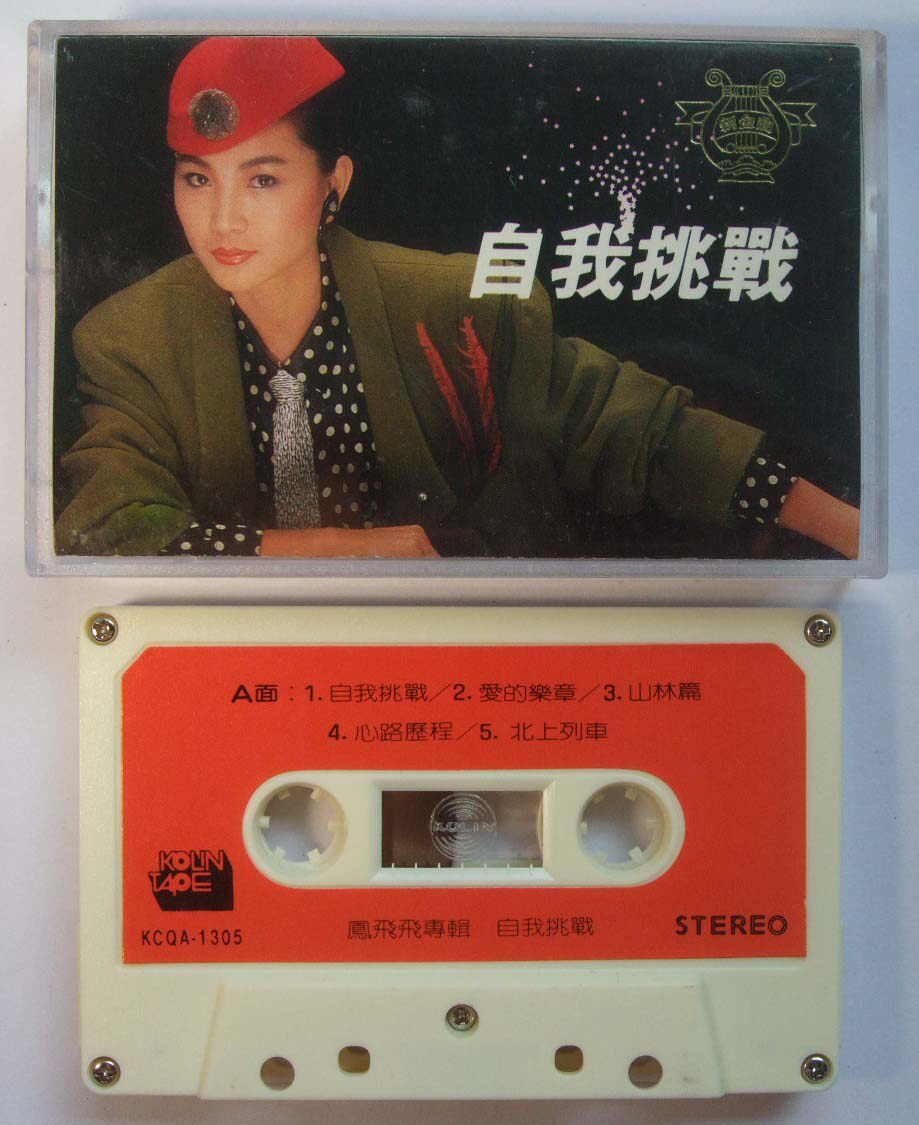 自我挑戰
A面：1. 自我挑戰／2. 愛的樂章／3. 山林篇
4. 心路歷程／5. 北上列車
KOLIN
KOLIN
TAPE
KCQA-1305
鳳飛飛專輯 自我挑戰
STEREO